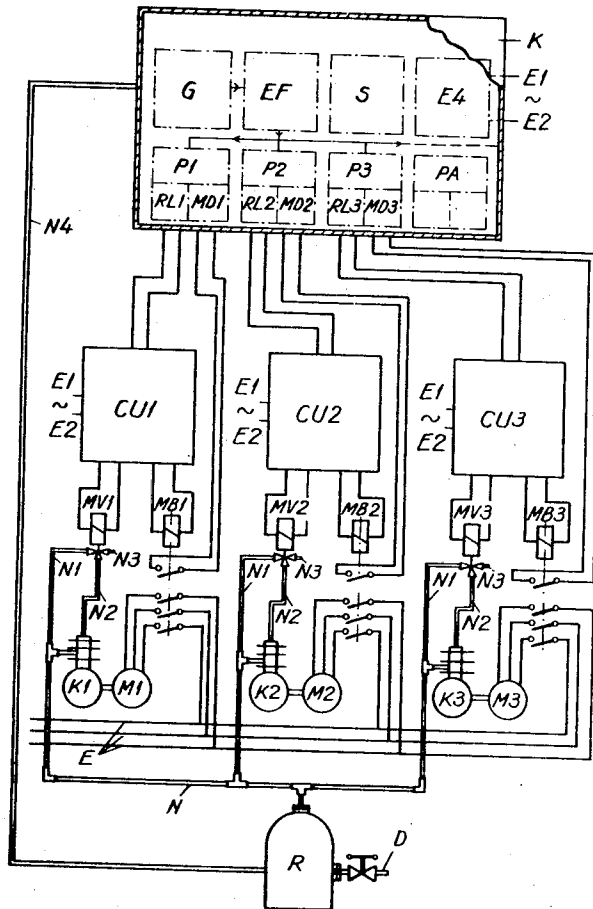 K
E1
~
E2
G EF S E4
P1 P2 P3 PA
RL1 MD1 RL2 MD2 RL3 MD3
N4
E1
~
E2
CU1
E1
~
E2
CU2
E1
~
E2
CU3
MV1 MB1 MV2 MB2 MV3 MB3
N1 N3 N1 N3 N1 N3
N2 N2 N2
K1 M1 K2 M2 K3 M3
E
N
D
R